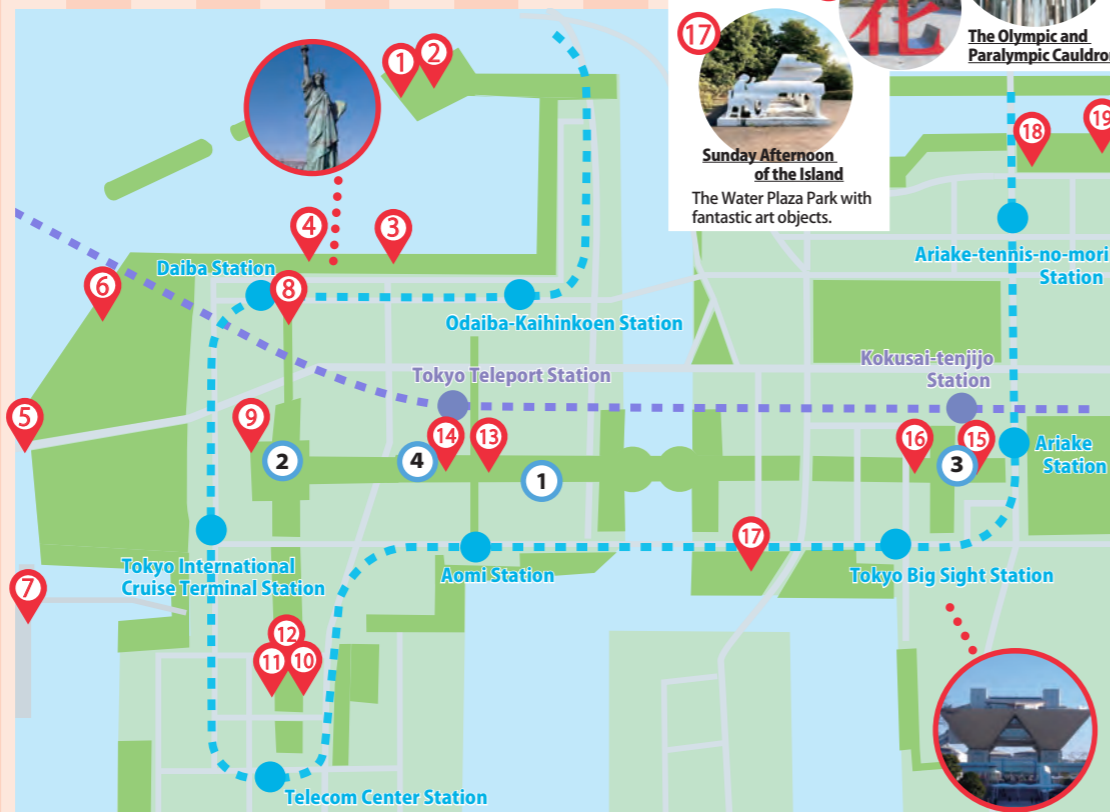 17
花
The Olympic and
Paralympic Cauldron
Sunday Afternoon
of the Island
The Water Plaza Park with
fantastic art objects.
1
2
18
19
4
3
Daiba Station
Ariake-tennis-no-mori
Station
6
8
Odaiba-Kaihinkoen Station
Kokusai-tenjijo
Station
Tokyo Teleport Station
5
9
14
13
16
15
Ariake
Station
2
4
1
3
17
Tokyo International
Cruise Terminal Station
Aomi Station
Tokyo Big Sight Station
7
12
11
10
Telecom Center Station